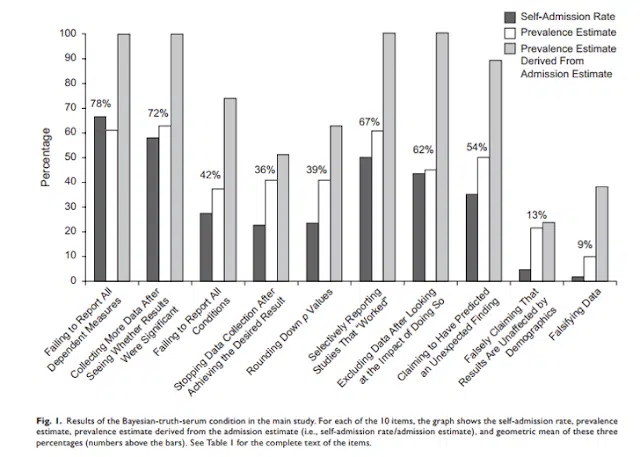 Self-Admission Rate
Prevalence Estimate
Prevalence Estimate
Derived From
Admission Estimate
Percentage
100
90
80
70
60
50
40
30
20
10
0
78%
72%
42%
36%
39%
67%
62%
54%
13%
9%
Failing to Report All
Dependent Measures
Collecting More Data After
Seeing Whether Results
Were Significant
Failing to Report All
Conditions
Stopping Data Collection After
Achieving the Desired Result
Rounding Down p Values
Selectively Reporting
Studies That “Worked”
Excluding Data After Looking
at the Impact of Doing So
Claiming to Have Predicted
an Unexpected Finding
Falsely Claiming That
Results Are Unaffected by
Demographics
Falsifying Data
Fig. 1. Results of the Bayesian-truth-serum condition in the main study. For each of the 10 items, the graph shows the self-admission rate, prevalence
estimate, prevalence estimate derived from the admission estimate (i.e., self-admission rate/admission estimate), and geometric mean of these three
percentages (numbers above the bars). See Table 1 for the complete text of the items.